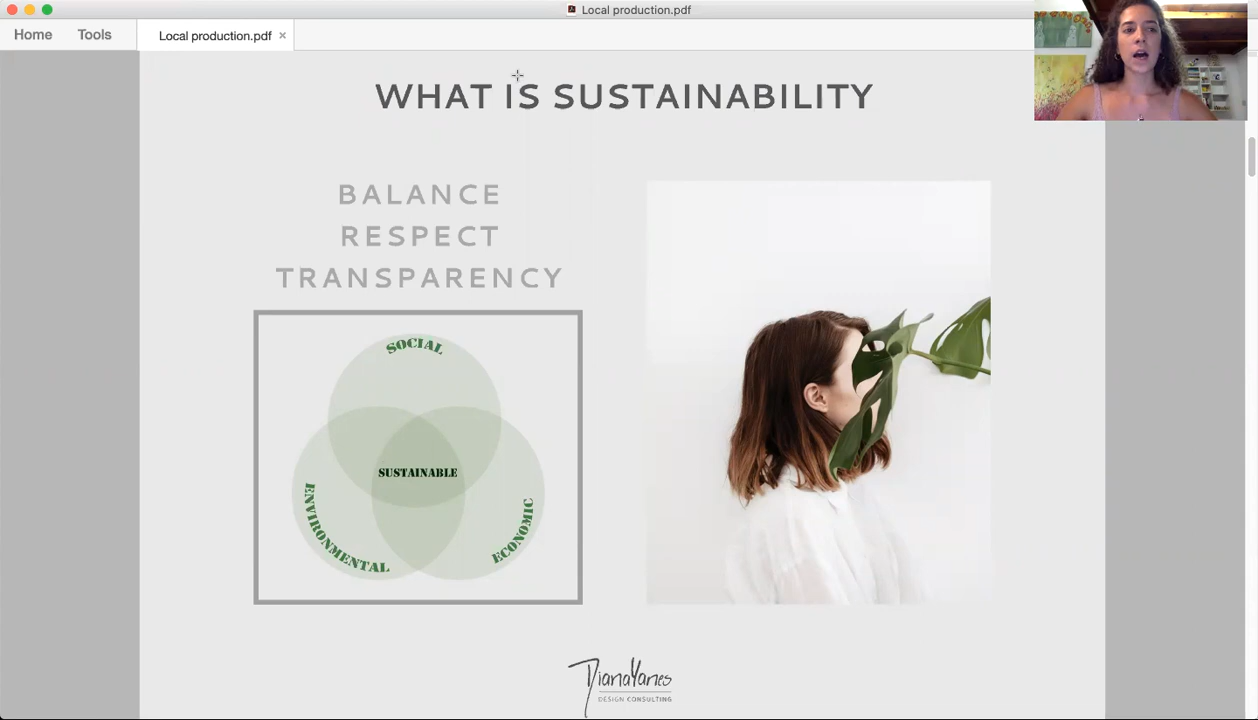 Local production.pdf
Home
Tools
Local production.pdf ×
WHAT IS SUSTAINABILITY
BALANCE
RESPECT
TRANSPARENCY
SOCIAL
SUSTAINABLE
ENVIRONMENTAL
ECONOMIC
DianaYanes
DESIGN CONSULTING